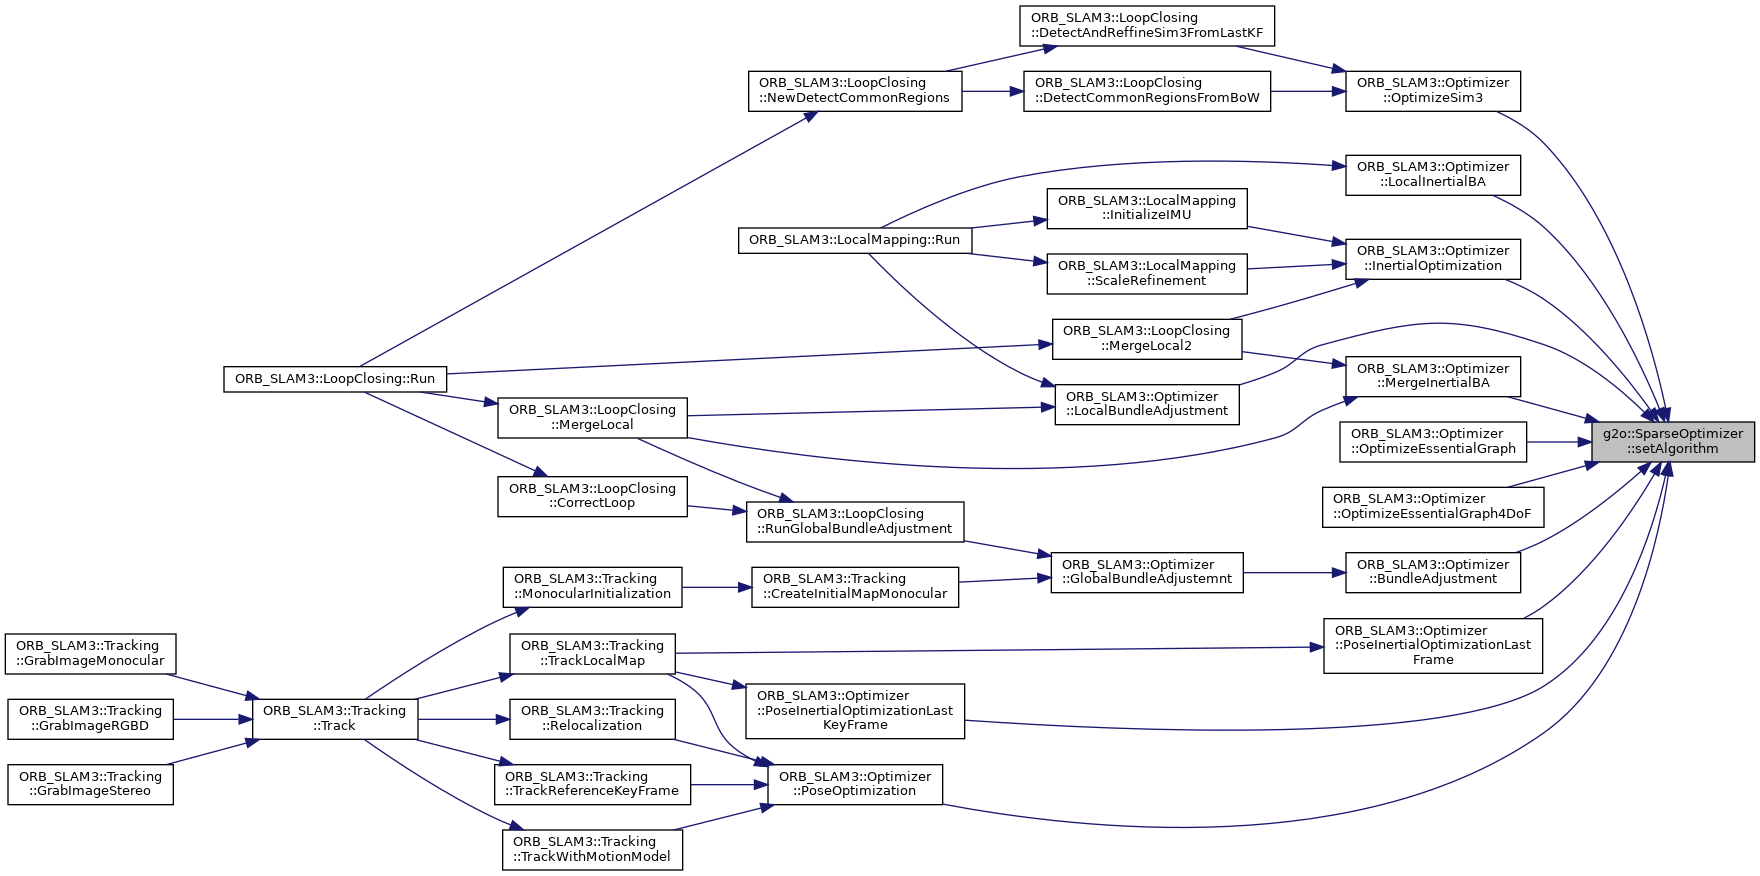 ORB_SLAM3::LoopClosing
::DetectAndReffineSim3FromLastKF
ORB_SLAM3::LoopClosing
::NewDetectCommonRegions
ORB_SLAM3::LoopClosing
::DetectCommonRegionsFromBoW
ORB_SLAM3::Optimizer
::OptimizeSim3
ORB_SLAM3::Optimizer
::LocalInertialBA
ORB_SLAM3::LocalMapping
::InitializeIMU
ORB_SLAM3::LocalMapping::Run
ORB_SLAM3::Optimizer
::InertialOptimization
ORB_SLAM3::LocalMapping
::ScaleRefinement
ORB_SLAM3::LoopClosing
::MergeLocal2
ORB_SLAM3::LoopClosing::Run
ORB_SLAM3::Optimizer
::MergeInertialBA
ORB_SLAM3::Optimizer
::LocalBundleAdjustment
ORB_SLAM3::LoopClosing
::MergeLocal
ORB_SLAM3::Optimizer
::OptimizeEssentialGraph
g2o::SparseOptimizer
::setAlgorithm
ORB_SLAM3::LoopClosing
::CorrectLoop
ORB_SLAM3::Optimizer
::OptimizeEssentialGraph4DoF
ORB_SLAM3::LoopClosing
::RunGlobalBundleAdjustment
ORB_SLAM3::Optimizer
::GlobalBundleAdjustemnt
ORB_SLAM3::Optimizer
::BundleAdjustment
ORB_SLAM3::Tracking
::MonocularInitialization
ORB_SLAM3::Tracking
::CreateInitialMapMonocular
ORB_SLAM3::Optimizer
::PoseInertialOptimizationLast
Frame
ORB_SLAM3::Tracking
::GrabImageMonocular
ORB_SLAM3::Tracking
::TrackLocalMap
ORB_SLAM3::Optimizer
::PoseInertialOptimizationLast
KeyFrame
ORB_SLAM3::Tracking
::GrabImageRGBD
ORB_SLAM3::Tracking
::Track
ORB_SLAM3::Tracking
::Relocalization
ORB_SLAM3::Tracking
::GrabImageStereo
ORB_SLAM3::Tracking
::TrackReferenceKeyFrame
ORB_SLAM3::Optimizer
::PoseOptimization
ORB_SLAM3::Tracking
::TrackWithMotionModel